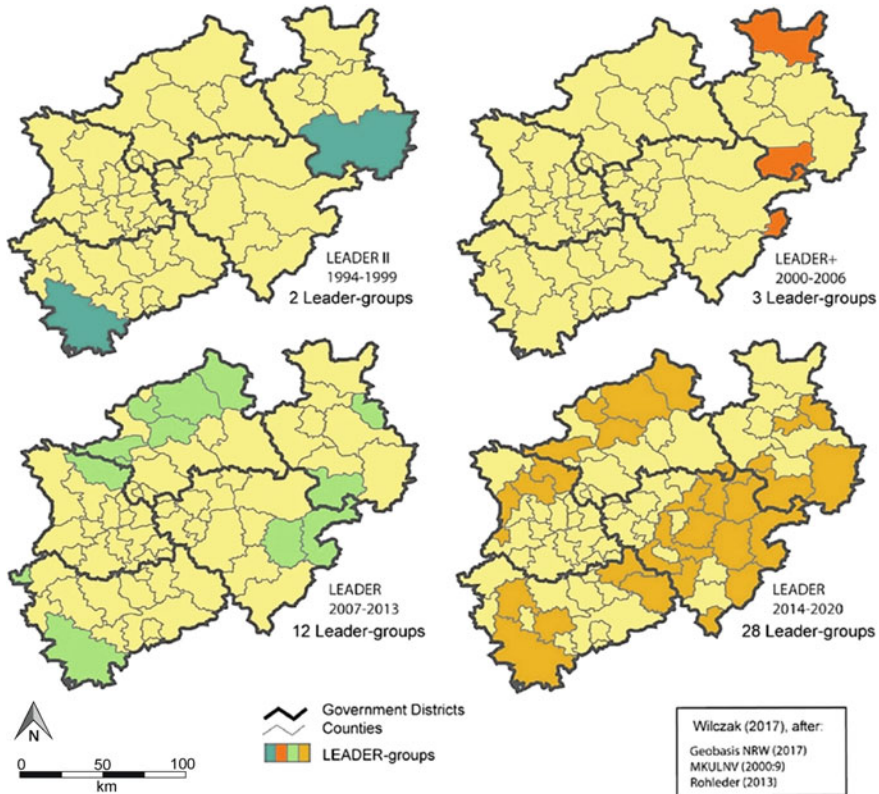 LEADER II
1994-1999
2 Leader-groups
LEADER+
2000-2006
3 Leader-groups
LEADER
2007-2013
12 Leader-groups
LEADER
2014-2020
28 Leader-groups
N
0 50 100
km
Government Districts
Counties
LEADER-groups
Wilczak (2017), after:
Geobasis NRW (2017)
MKULNV (2000:9)
Rohleder (2013)